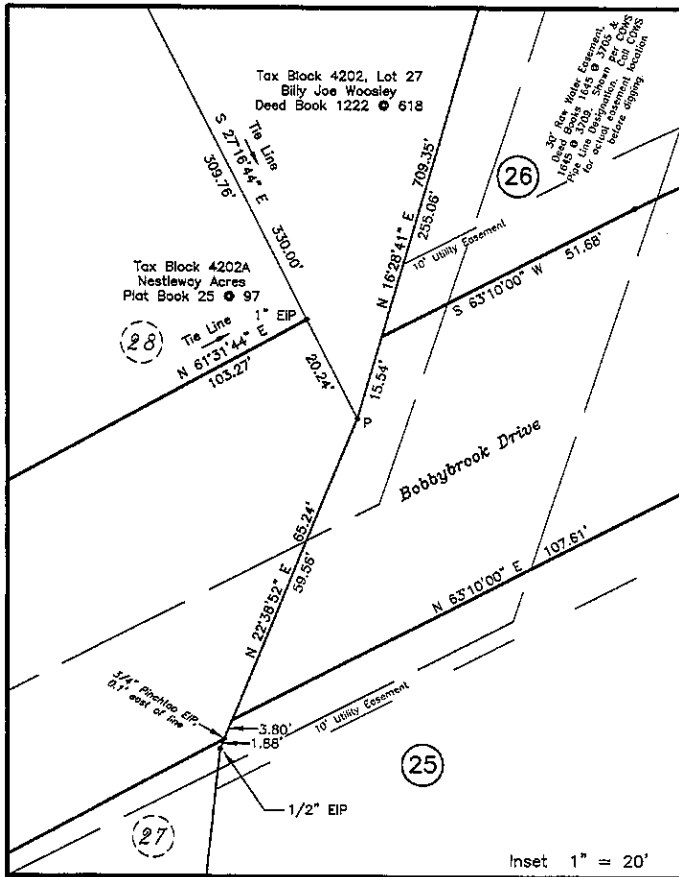 Tax Block 4202, Lot 27
Billy Joe Woosley
Deed Book 1222 @ 618
30' Raw Water Easement,
Deed Books 1645 @ 3705 &
1645 @ 3709. Shown per COWS
Pipe Line Designation. Call COWS
for actual easement location
before digging.
S 27°16'44" E
Tie Line
309.76'
330.00'
26
N 16°28'41" E
709.35'
255.06'
10' Utility Easement
S 63°10'00" W
51.68'
Tax Block 4202A
Nestleway Acres
Plat Book 25 @ 97
28
Tie Line
1" EIP
N 61°31'44" E
103.27'
20.24'
15.54'
P
Bobbybrook Drive
N 22°38'52" E
65.24'
59.56'
N 63°10'00" E
107.61'
3/4" Pinchtop EIP,
0.1' east of line
3.80'
1.88'
10' Utility Easement
25
1/2" EIP
27
Inset 1" = 20'